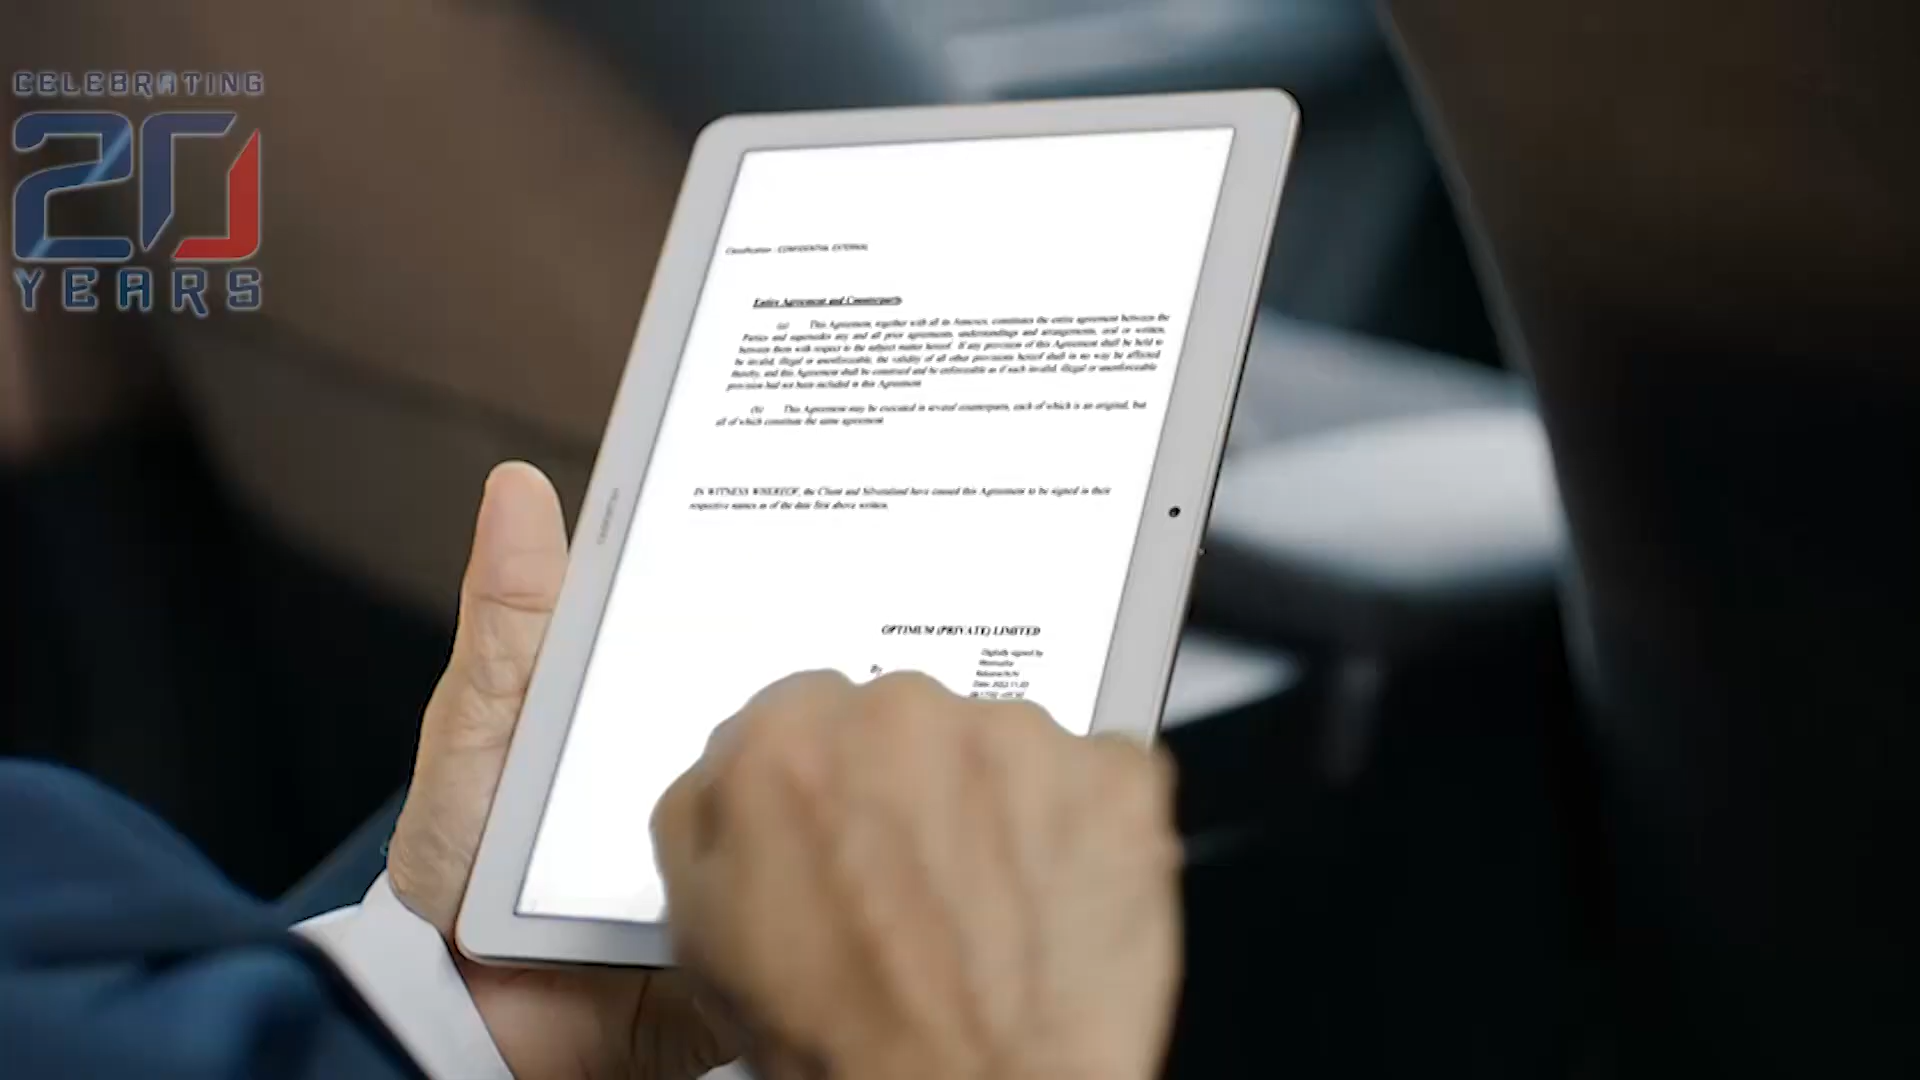 CELEBRATING
20
YEARS
Classification : CONFIDENTIAL EXTERNAL
Entire Agreement and Counterparts
(a) This Agreement, together with all its Annexes, constitutes the entire agreement between the
Parties and supersedes any and all prior agreements, understandings and arrangements, oral or written,
between them with respect to the subject matter hereof. If any provision of this Agreement shall be held to
be invalid, illegal or unenforceable, the validity of all other provisions hereof shall in no way be affected
thereby, and this Agreement shall be construed and be enforceable as if such invalid, illegal or unenforceable
provision had not been included in this Agreement.
(b) This Agreement may be executed in several counterparts, each of which is an original, but
all of which constitute the same agreement.
IN WITNESS WHEREOF, the Client and Silverisland have caused this Agreement to be signed in their
respective names as of the date first above written.
OPTIMUM (PRIVATE) LIMITED
Digitally signed by
By